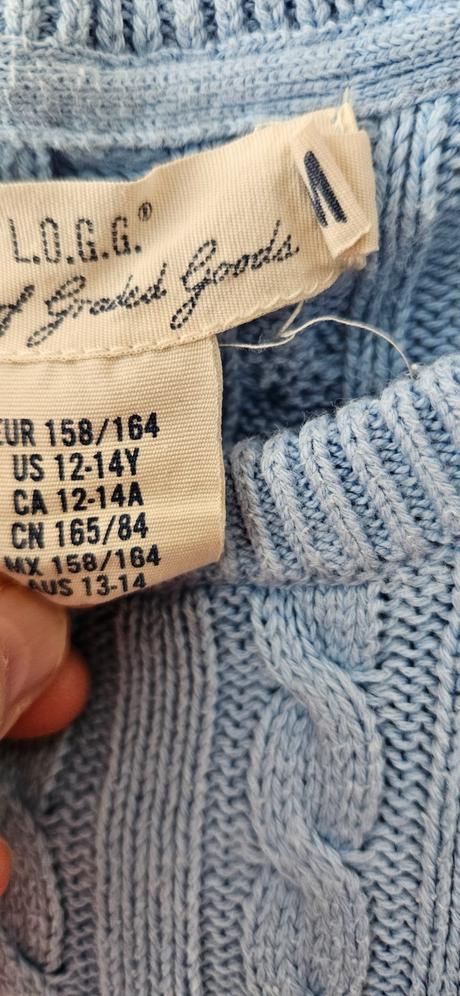 L.O.G.G.®
of Graded Goods
EUR 158/164
US 12-14Y
CA 12-14A
CN 165/84
MX 158/164
AUS 13-14